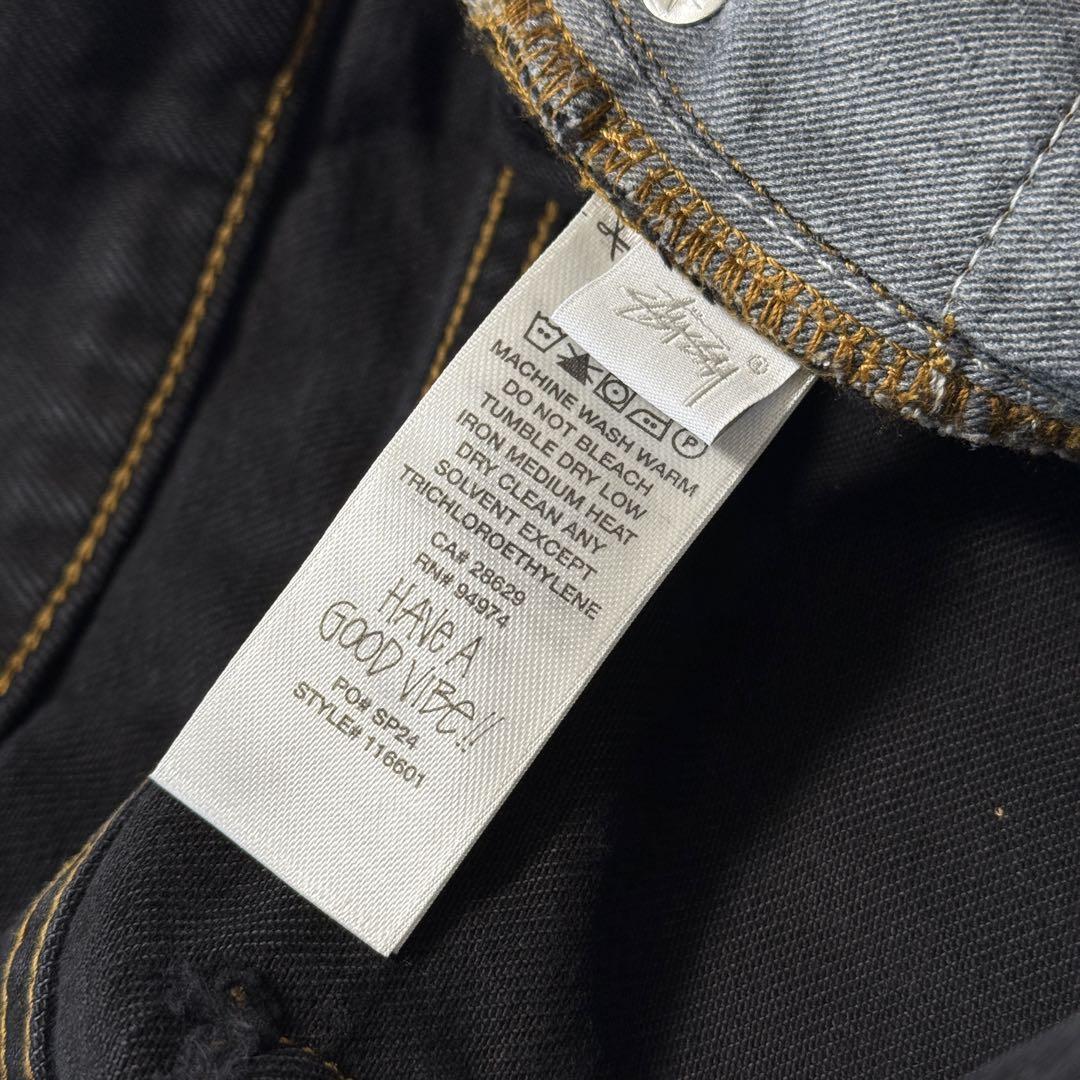 Stüssy ®
MACHINE WASH WARM
DO NOT BLEACH
TUMBLE DRY LOW
IRON MEDIUM HEAT
DRY CLEAN ANY
SOLVENT EXCEPT
TRICHLOROETHYLENE
CA# 28629
RN# 94974
HAVE A
GOOD VIBE!!
PO# SP24
STYLE# 116601